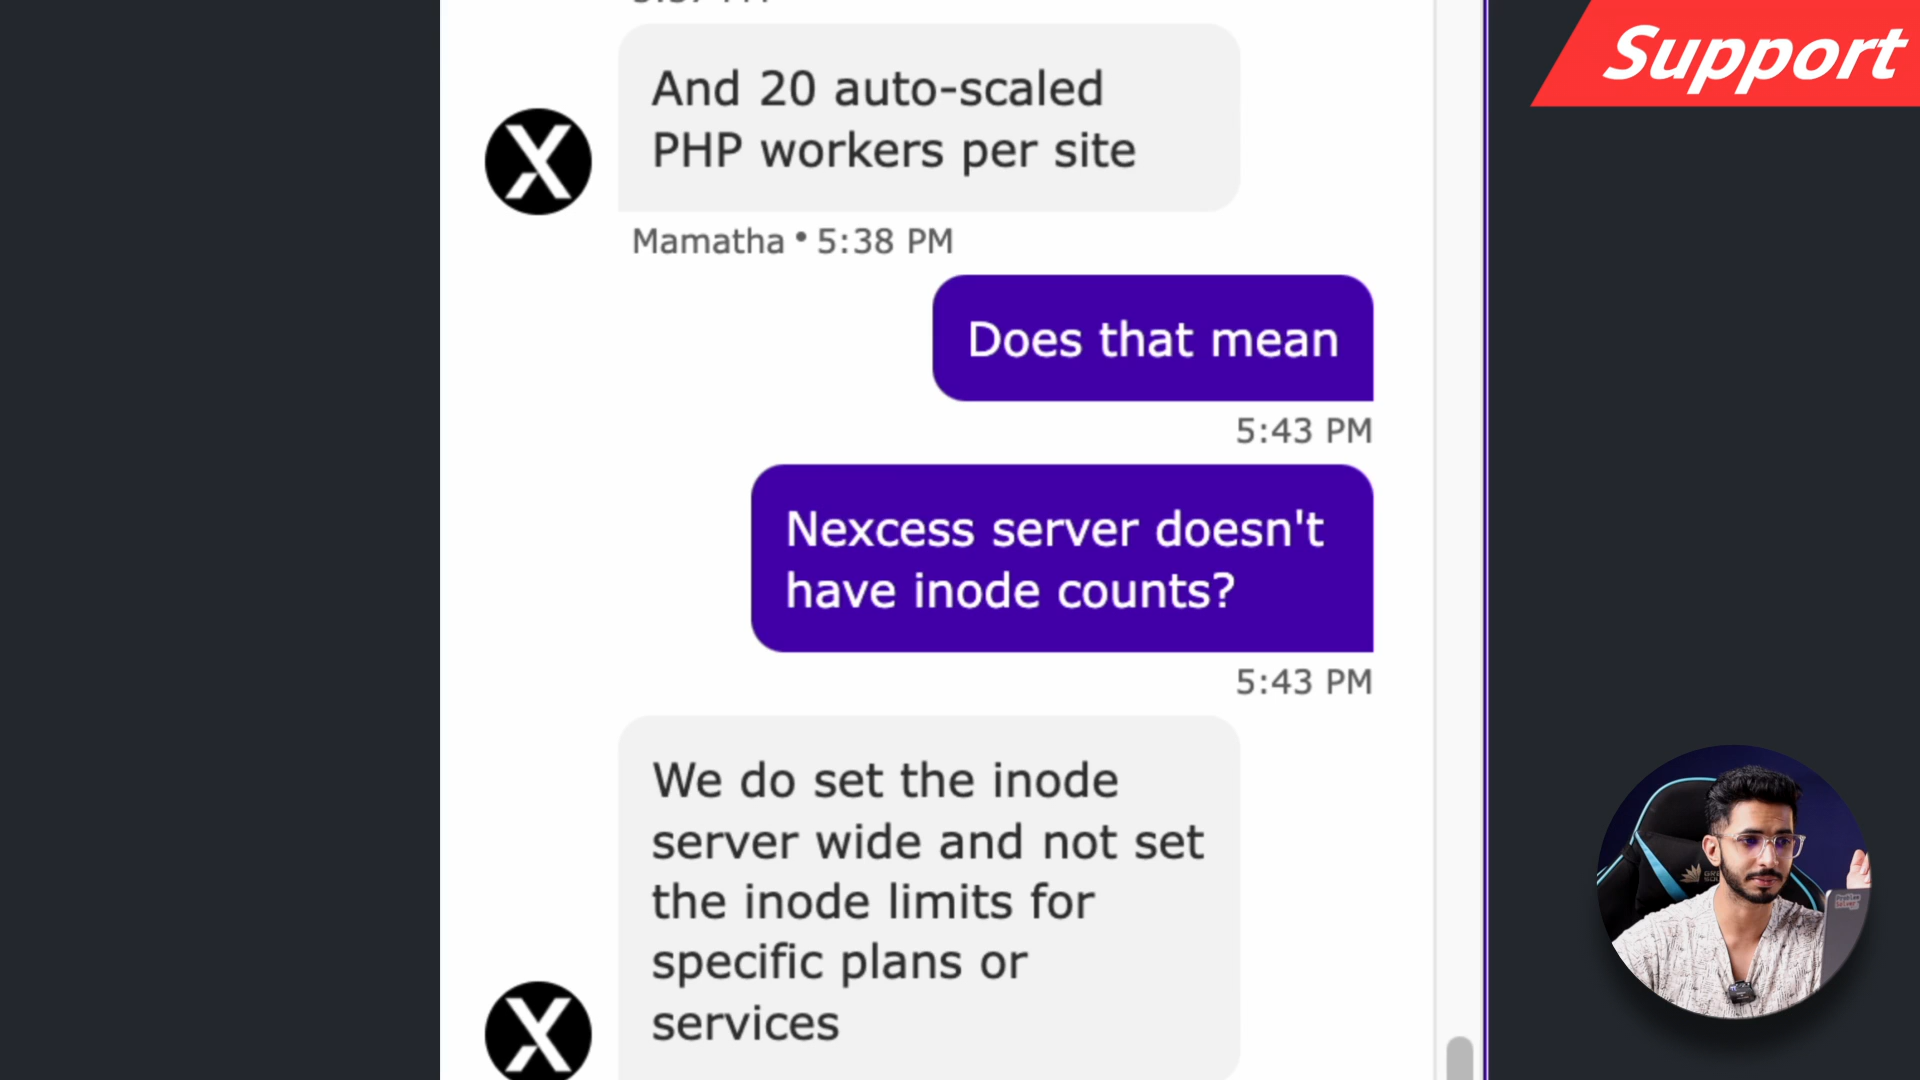 Support
And 20 auto-scaled
PHP workers per site
Mamatha • 5:38 PM
Does that mean
5:43 PM
Nexcess server doesn't
have inode counts?
5:43 PM
We do set the inode
server wide and not set
the inode limits for
specific plans or
services